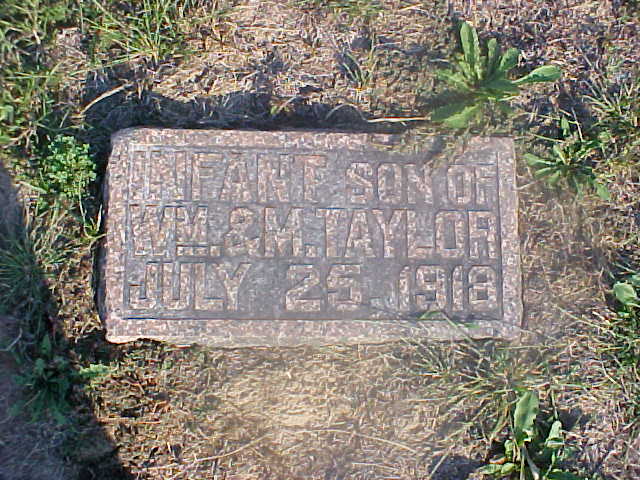 INFANT SON OF
WM. & M. TAYLOR
JULY 25. 1918